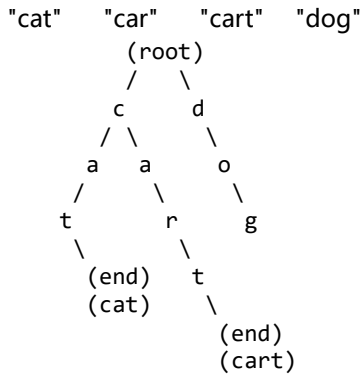 "cat" "car" "cart" "dog"
(root)
/ \
c d
/ \ \
a a o
/ \ \
t r g
\ \
(end) t
(cat) \
(end)
(cart)